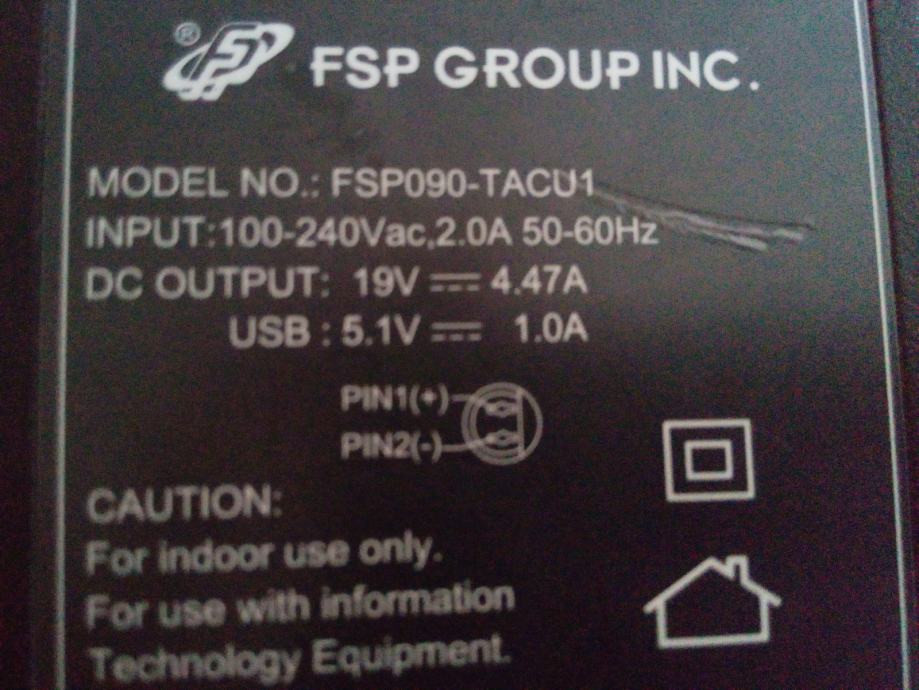 ® FSP GROUP INC.
MODEL NO.: FSP090-TACU1
INPUT:100-240Vac,2.0A 50-60Hz
DC OUTPUT: 19V ⎓ 4.47A
USB : 5.1V ⎓ 1.0A
PIN1(+)
PIN2(-)
CAUTION:
For indoor use only.
For use with information
Technology Equipment.